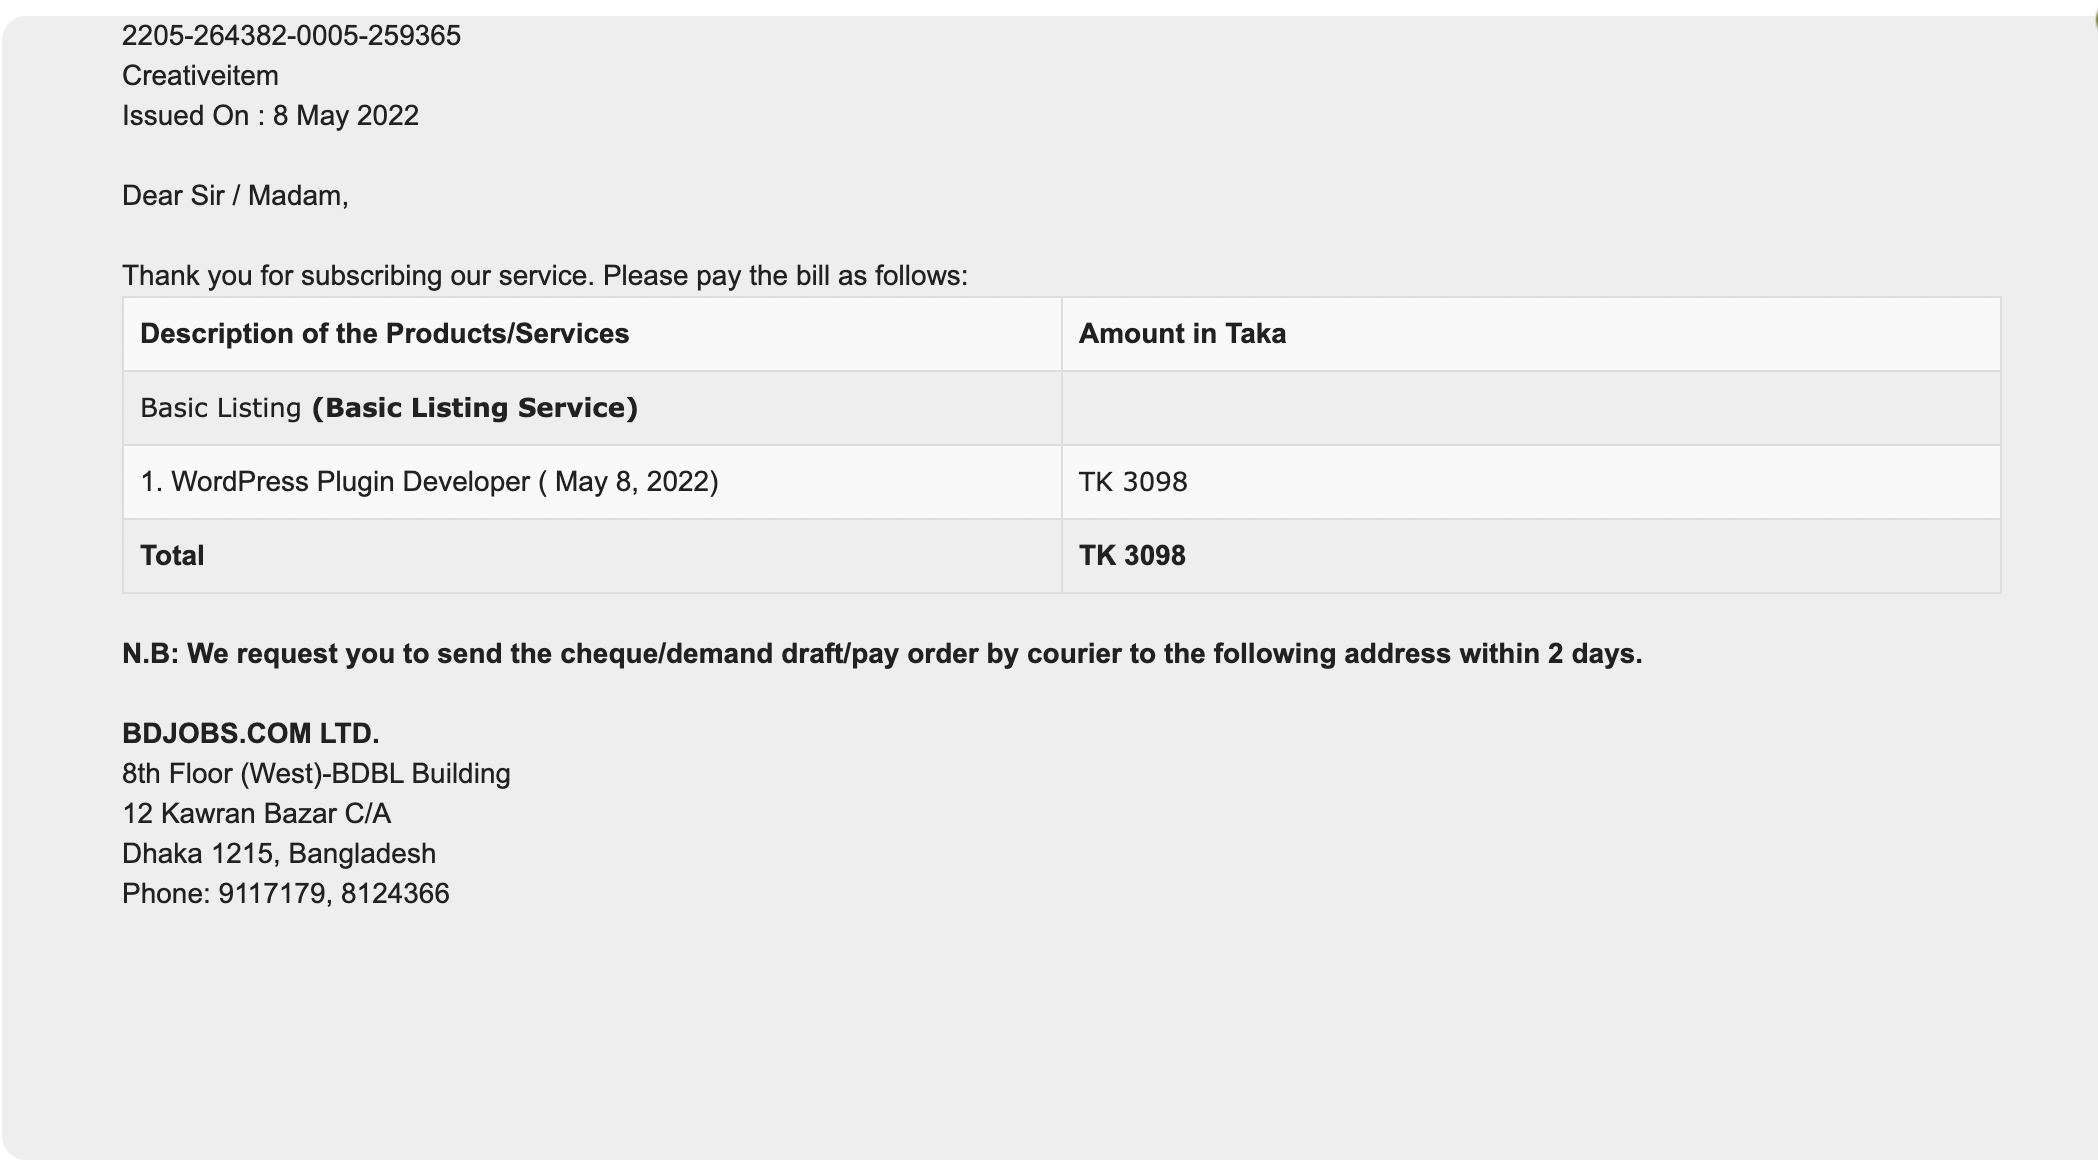 2205-264382-0005-259365
Creativeitem
Issued On : 8 May 2022
Dear Sir / Madam,
Thank you for subscribing our service. Please pay the bill as follows:
Description of the Products/Services Amount in Taka
Basic Listing (Basic Listing Service)
1. WordPress Plugin Developer ( May 8, 2022) TK 3098
Total TK 3098
N.B: We request you to send the cheque/demand draft/pay order by courier to the following address within 2 days.
BDJOBS.COM LTD.
8th Floor (West)-BDBL Building
12 Kawran Bazar C/A
Dhaka 1215, Bangladesh
Phone: 9117179, 8124366